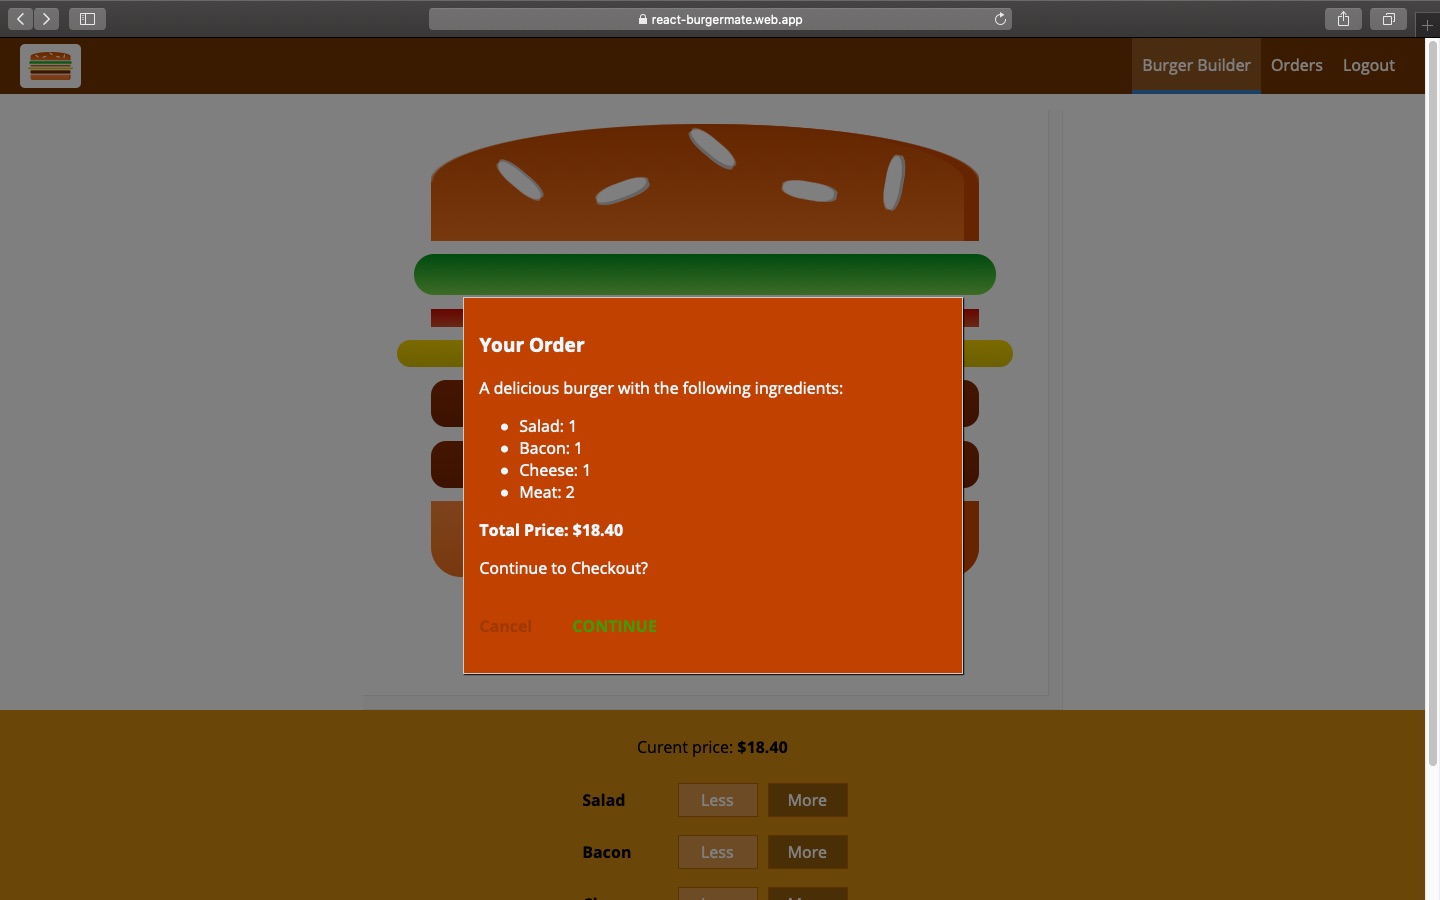 react-burgermate.web.app
Burger Builder Orders Logout
Your Order
A delicious burger with the following ingredients:
Salad: 1
Bacon: 1
Cheese: 1
Meat: 2
Total Price: $18.40
Continue to Checkout?
Cancel CONTINUE
Curent price: $18.40
Salad Less More
Bacon Less More